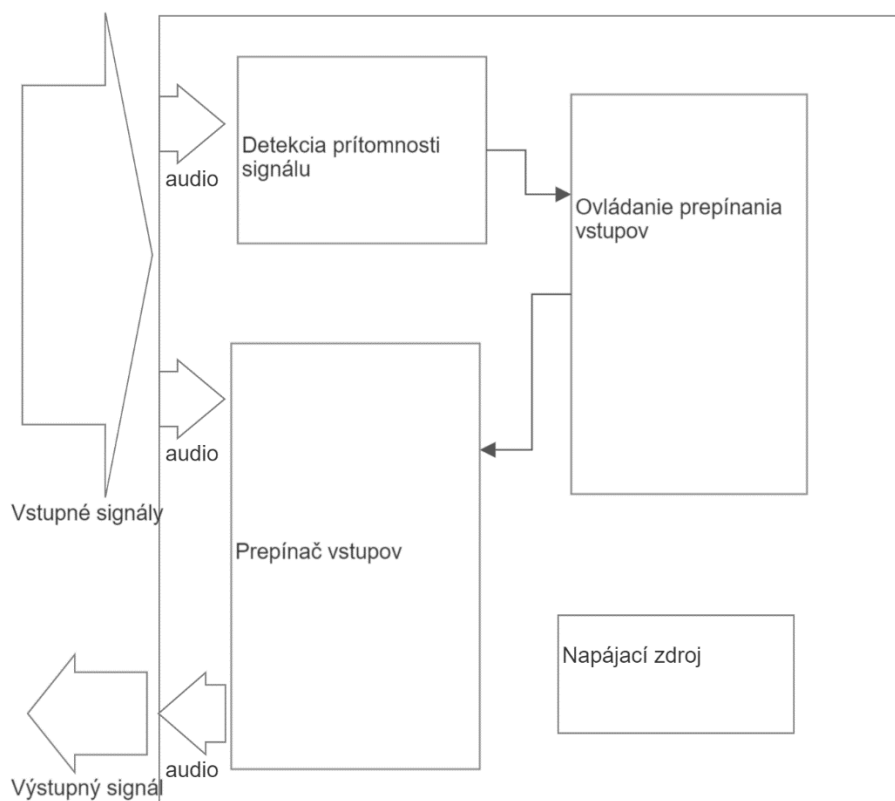 Detekcia prítomnosti
signálu
audio
Ovládanie prepínania
vstupov
audio
Vstupné signály
Prepínač vstupov
Napájací zdroj
audio
Výstupný signál